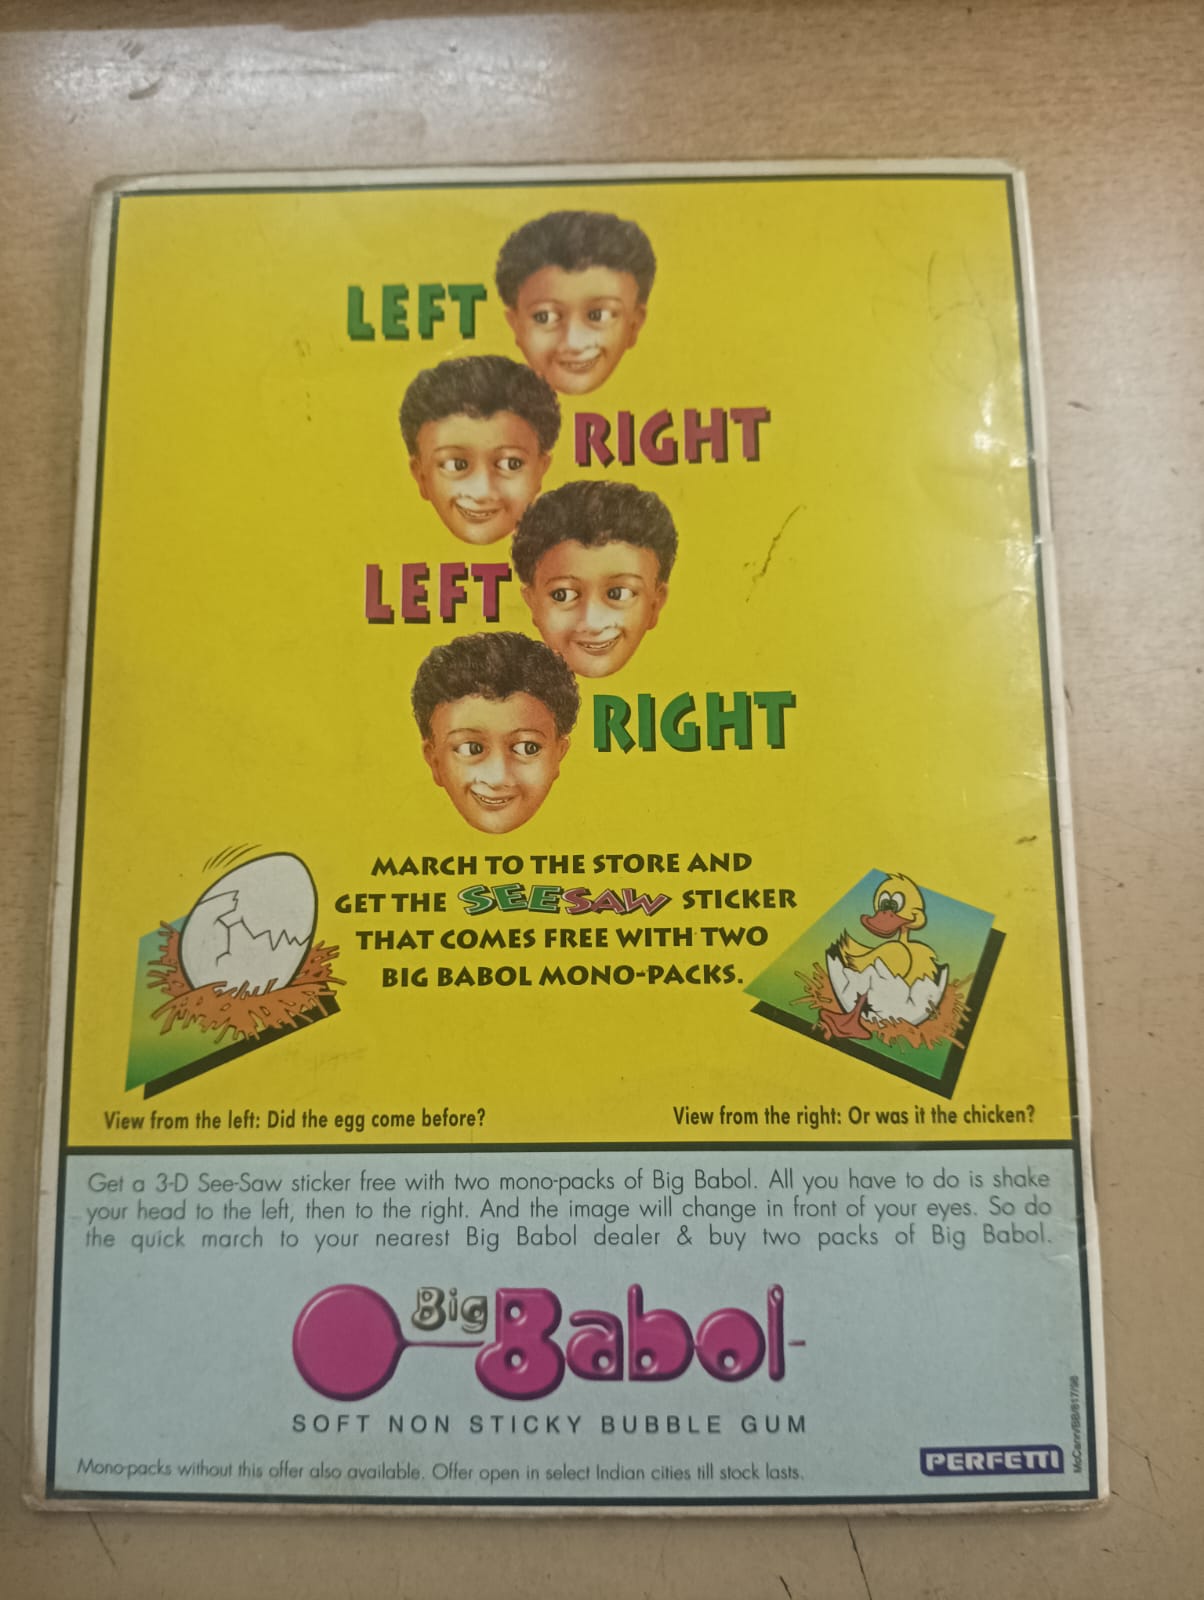 LEFT
RIGHT
LEFT
RIGHT
MARCH TO THE STORE AND
GET THE SEESAW STICKER
THAT COMES FREE WITH TWO
BIG BABOL MONO-PACKS.
View from the left: Did the egg come before?
View from the right: Or was it the chicken?
Get a 3-D See-Saw sticker free with two mono-packs of Big Babol. All you have to do is shake
your head to the left, then to the right. And the image will change in front of your eyes. So do
the quick march to your nearest Big Babol dealer & buy two packs of Big Babol.
Big Babol
SOFT NON STICKY BUBBLE GUM
PERFETTI
Mono-packs without this offer also available. Offer open in select Indian cities till stock lasts.
McCann/BB/817/98